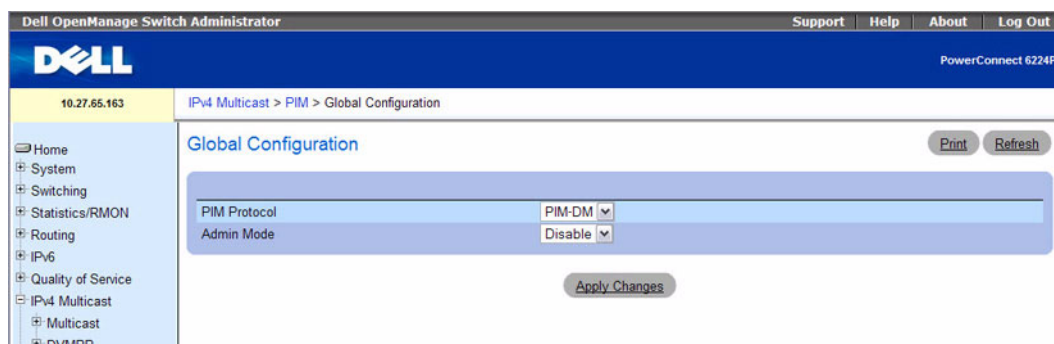 Dell OpenManage Switch Administrator
Support Help About Log Out
DELL
PowerConnect 6224P
10.27.65.163
IPv4 Multicast > PIM > Global Configuration
Home
Global Configuration
Print Refresh
System
Switching
Statistics/RMON
PIM Protocol PIM-DM
Routing
Admin Mode Disable
IPv6
Quality of Service
Apply Changes
IPv4 Multicast
Multicast
DVMRP